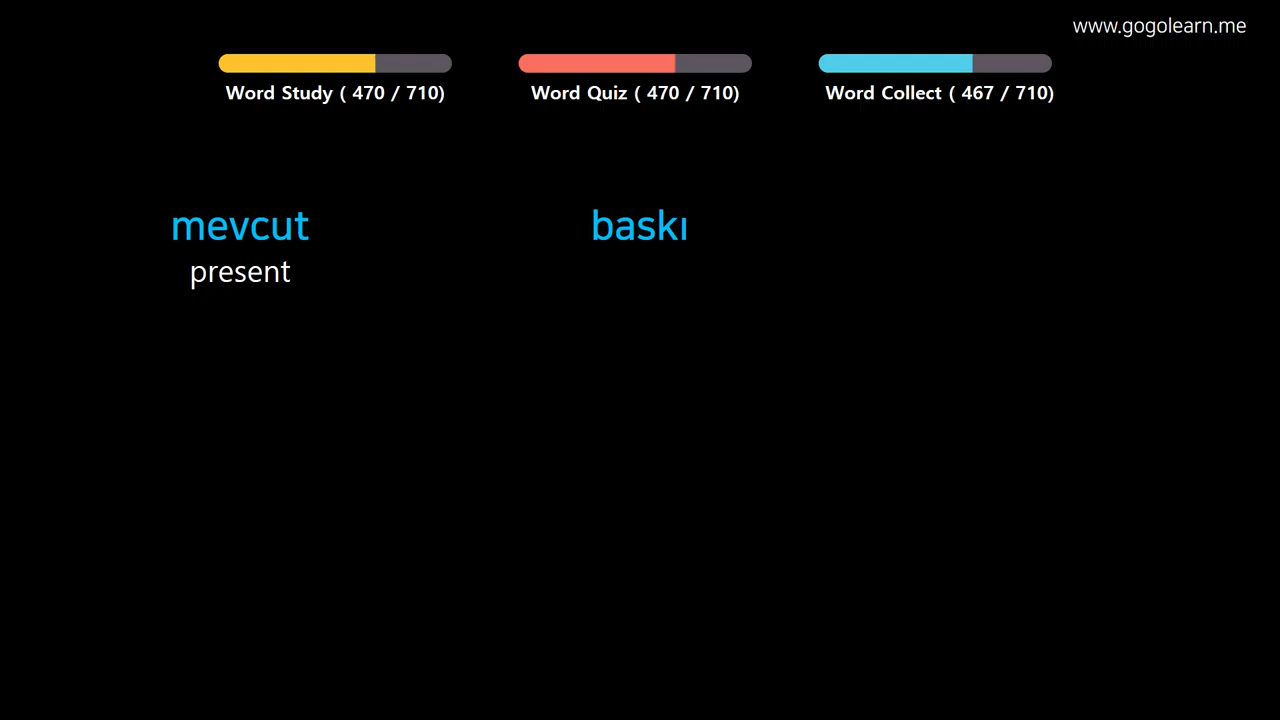 www.gogolearn.me
Word Study ( 470 / 710)
Word Quiz ( 470 / 710)
Word Collect ( 467 / 710)
mevcut
present
baskı